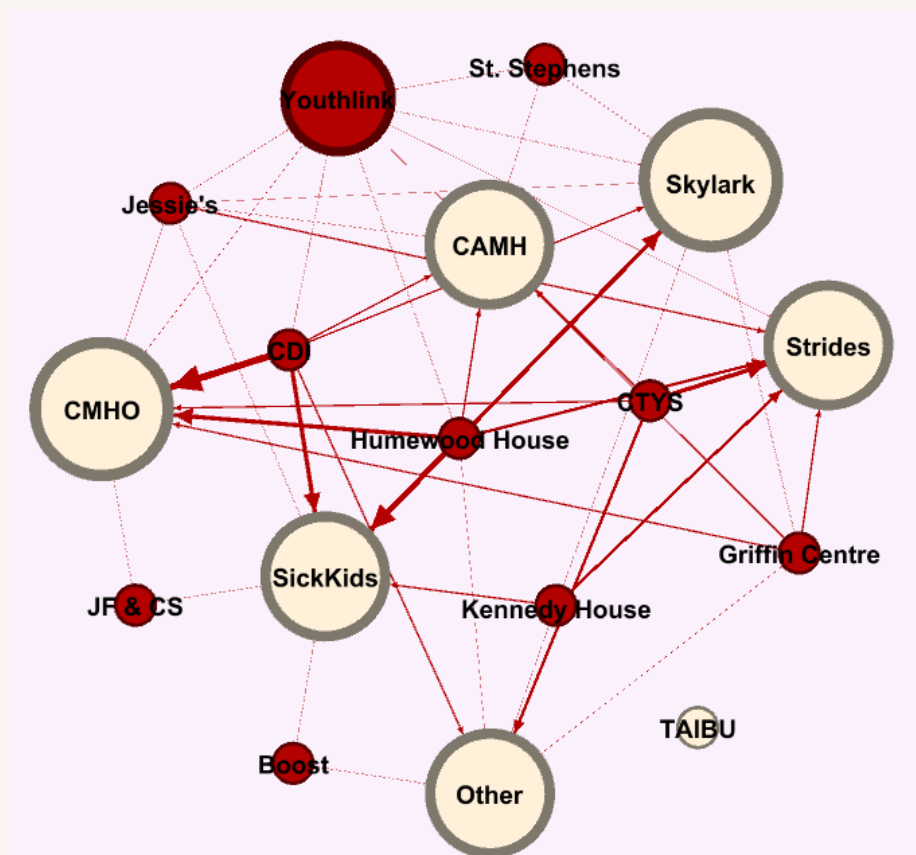 St. Stephens
Youthlink
Skylark
Jessie's
CAMH
Strides
CDI
CTYS
CMHO
Humewood House
Griffin Centre
SickKids
JF & CS
Kennedy House
TAIBU
Boost
Other